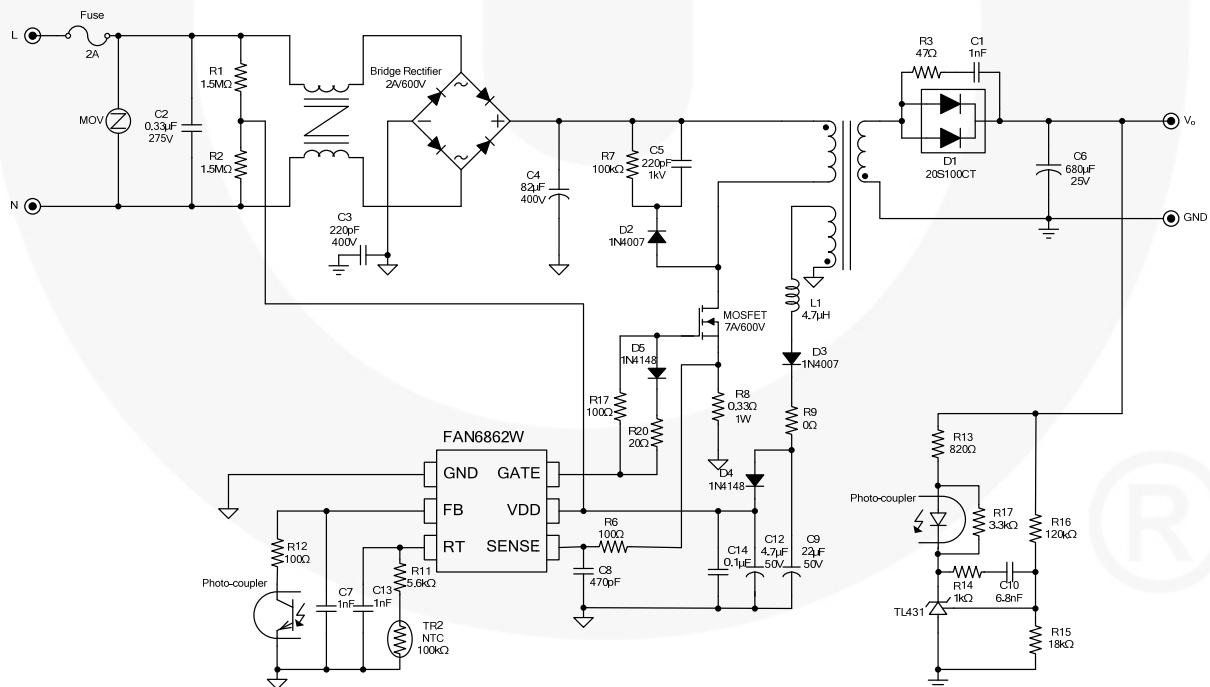 Fuse
L
2A
R1
1.5MΩ
MOV
C2
0.33µF
275V
R2
1.5MΩ
N
Bridge Rectifier
2A/600V
~
−
+
~
C3
220pF
400V
C4
82µF
400V
R7
100kΩ
C5
220pF
1kV
D2
1N4007
R3
47Ω
C1
1nF
D1
20S100CT
C6
680µF
25V
Vo
GND
MOSFET
7A/600V
L1
4.7µH
D3
1N4007
D5
1N4148
R17
100Ω
R20
20Ω
R8
0.33Ω
1W
R9
0Ω
D4
1N4148
FAN6862W
GND
GATE
FB
VDD
RT
SENSE
R6
100Ω
C8
470pF
C14
0.1µF
C12
4.7µF
50V
C9
22µF
50V
R12
100Ω
Photo-coupler
C7
1nF
C13
1nF
R11
5.6kΩ
TR2
NTC
100kΩ
R13
820Ω
Photo-coupler
R17
3.3kΩ
R16
120kΩ
R14
1kΩ
C10
6.8nF
TL431
R15
18kΩ
®